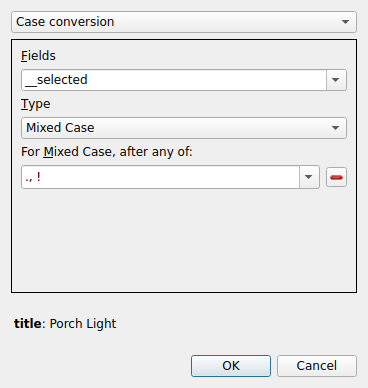 Case conversion
Fields
__selected
Type
Mixed Case
For Mixed Case, after any of:
., !
title: Porch Light
OK
Cancel